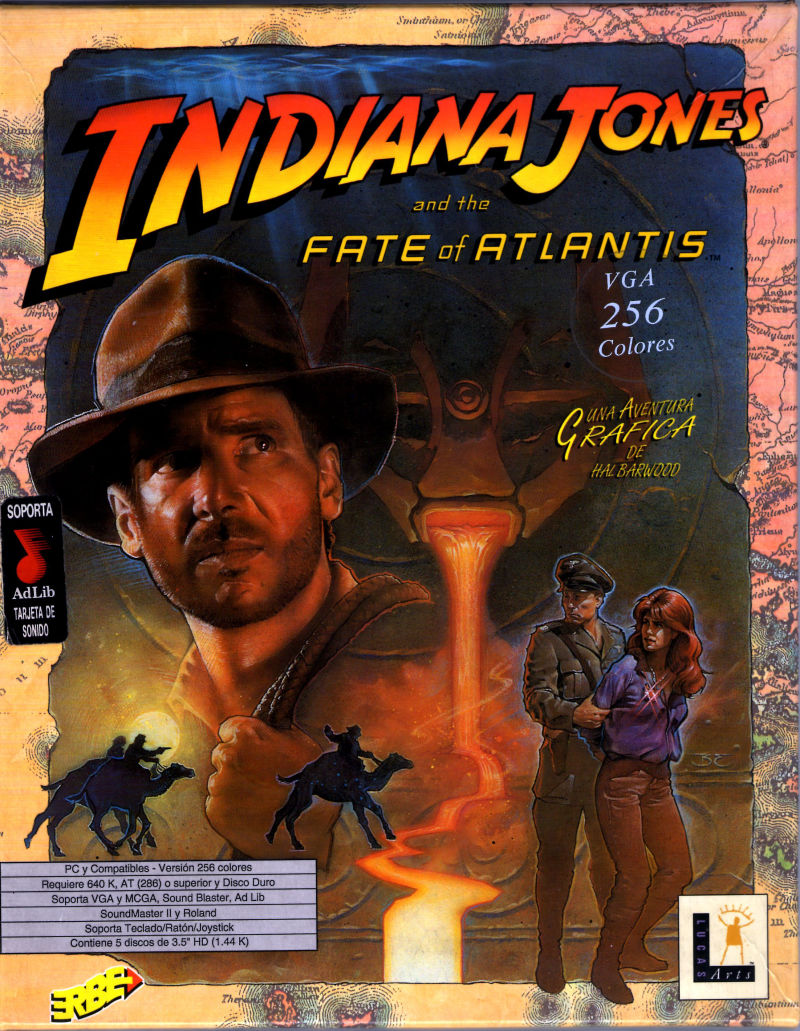 Smintheum, or
INDIANA JONES
and the
FATE of ATLANTIS™
VGA
256
Colores
UNA AVENTURA
GRAFICA
DE
HAL BARWOOD
SOPORTA
AdLib
TARJETA DE
SONIDO
PC y Compatibles - Versión 256 colores
Requiere 640 K, AT (286) o superior y Disco Duro
Soporta VGA y MCGA, Sound Blaster, Ad Lib
SoundMaster II y Roland
Soporta Teclado/Ratón/Joystick
Contiene 5 discos de 3.5" HD (1.44 K)
ERBE
LUCAS
Arts